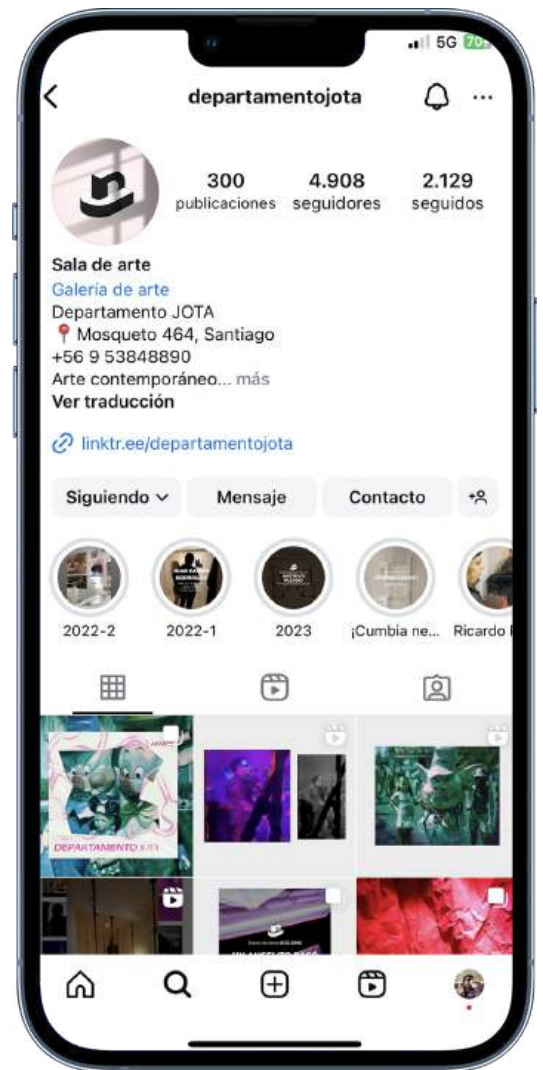 5G 70
departamentojota
300 4.908 2.129
publicaciones seguidores seguidos
Sala de arte
Galería de arte
Departamento JOTA
📍 Mosqueto 464, Santiago
+56 9 53848890
Arte contemporáneo... más
Ver traducción
linktr.ee/departamentojota
Siguiendo Mensaje Contacto
2022-2 2022-1 2023 ¡Cumbia ne... Ricardo
DEPARTAMENTO JOTA